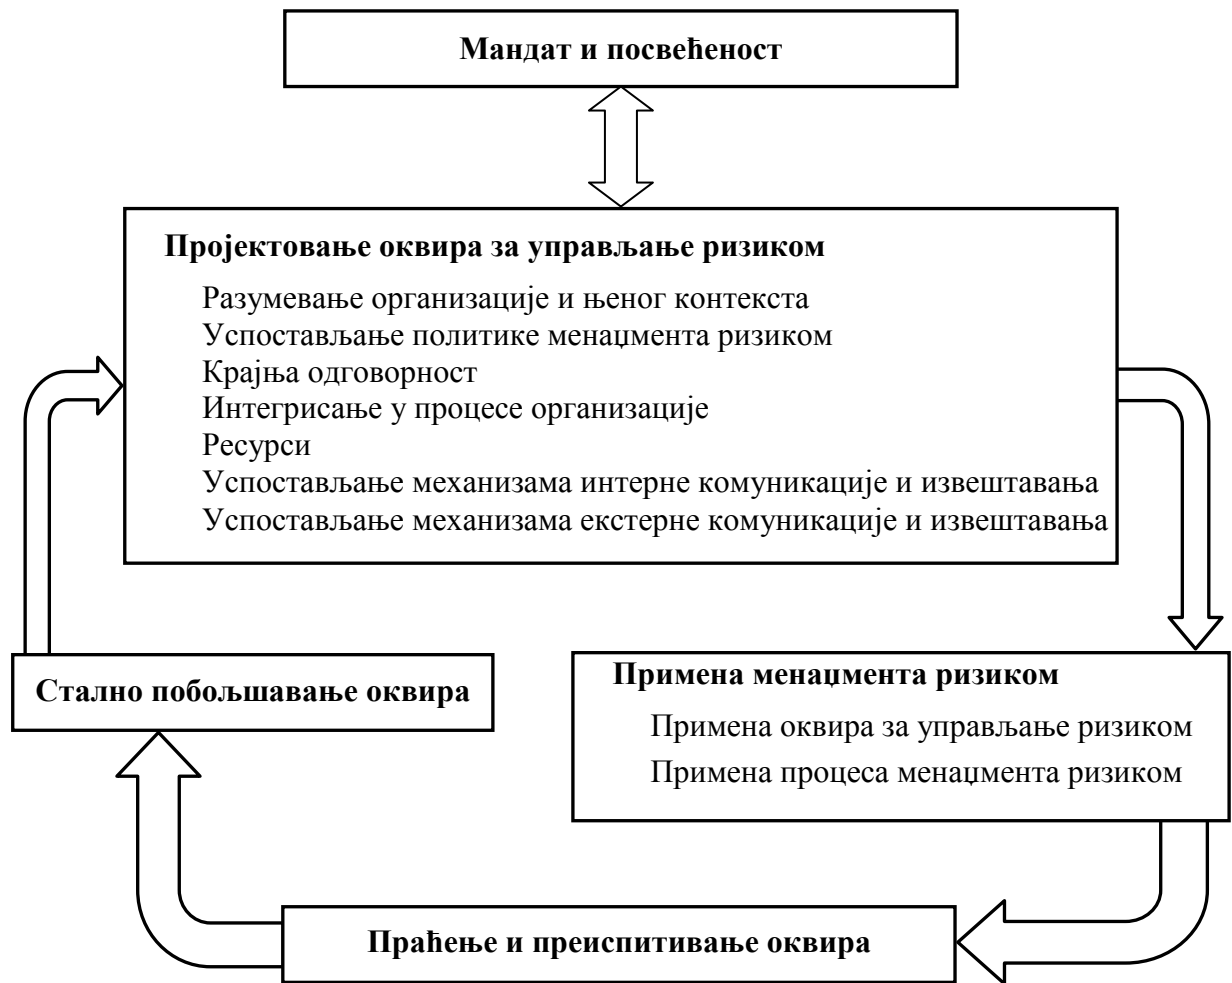 Мандат и посвећеност
Пројектовање оквира за управљање ризиком
Разумевање организације и њеног контекста
Успостављање политике менаџмента ризиком
Крајња одговорност
Интегрисање у процесе организације
Ресурси
Успостављање механизама интерне комуникације и извештавања
Успостављање механизама екстерне комуникације и извештавања
Примена менаџмента ризиком
Примена оквира за управљање ризиком
Примена процеса менаџмента ризиком
Стално побољшавање оквира
Праћење и преиспитивање оквира